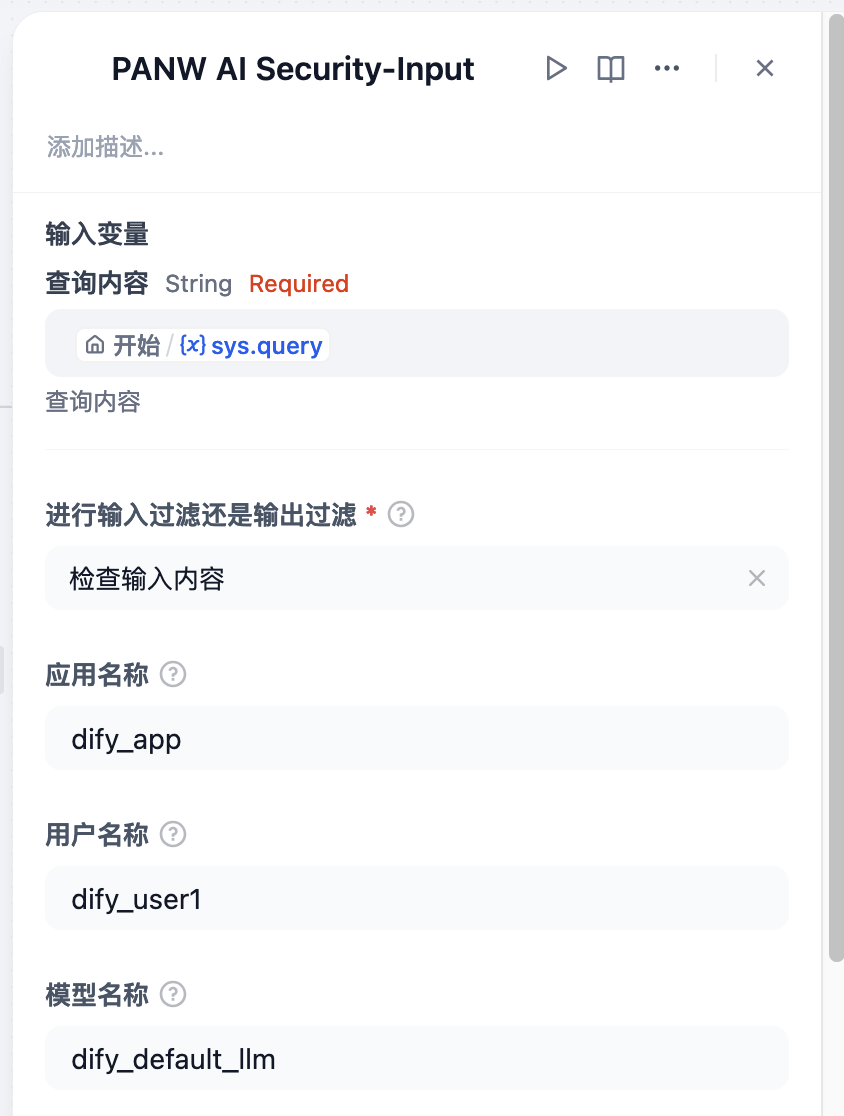 PANW AI Security-Input
添加描述...
输入变量
查询内容 String Required
开始 / {x} sys.query
查询内容
进行输入过滤还是输出过滤 *
检查输入内容
应用名称
dify_app
用户名称
dify_user1
模型名称
dify_default_llm